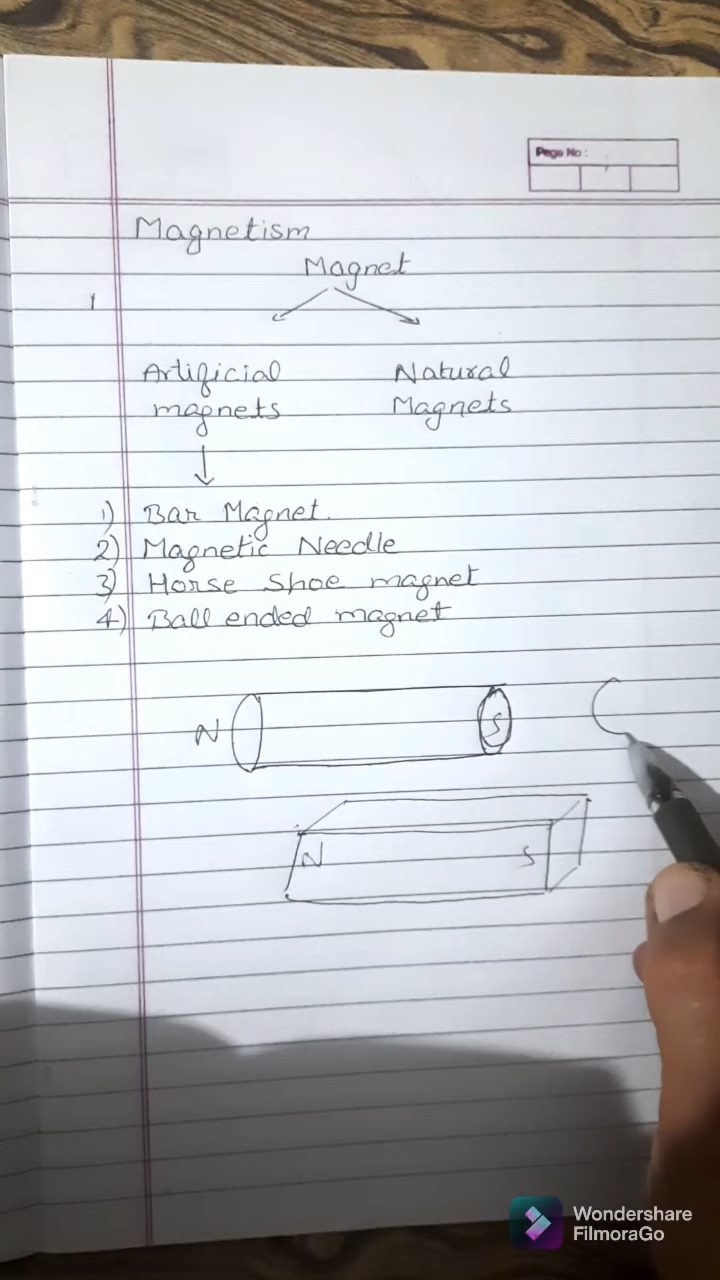 Page No :
Magnetism
Magnet
Artificial magnets
Natural Magnets
1) Bar Magnet.
2) Magnetic Needle
3) Horse Shoe magnet
4) Ball ended magnet
N S
N S
Wondershare
FilmoraGo